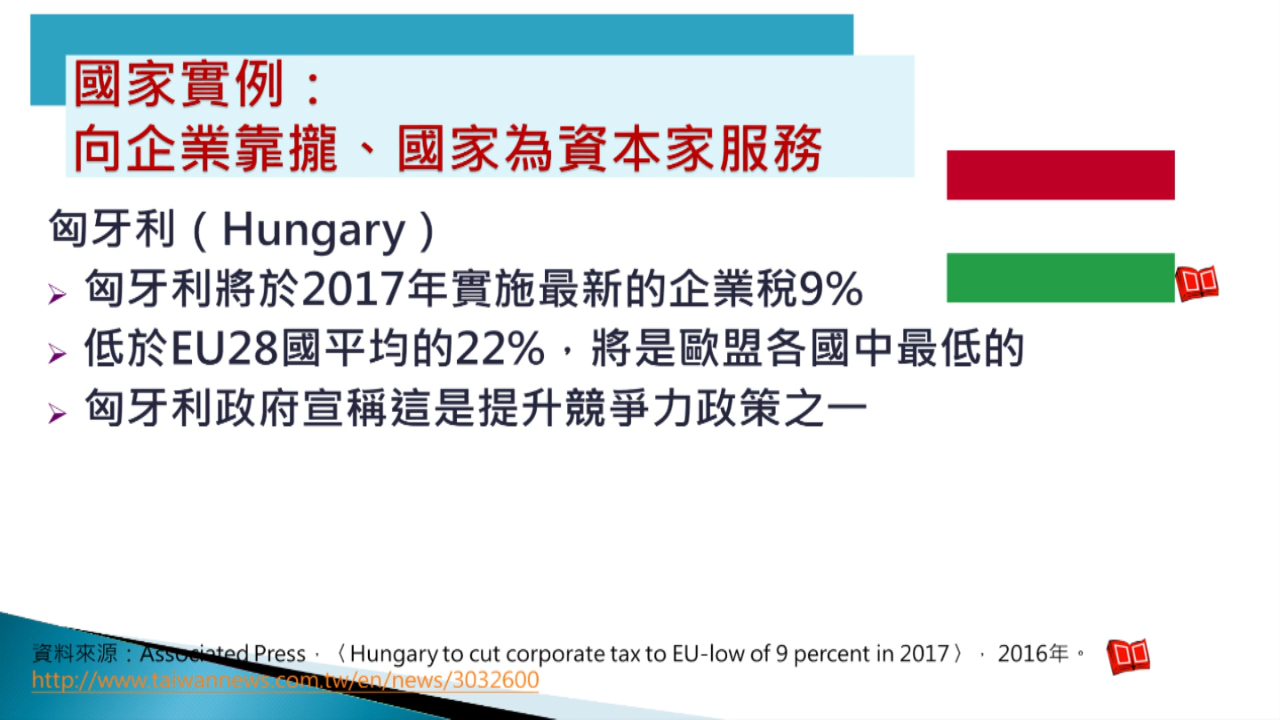 國家實例：
向企業靠攏、國家為資本家服務
匈牙利（Hungary）
匈牙利將於2017年實施最新的企業稅9%
低於EU28國平均的22%，將是歐盟各國中最低的
匈牙利政府宣稱這是提升競爭力政策之一
資料來源：Associated Press，〈Hungary to cut corporate tax to EU-low of 9 percent in 2017〉， 2016年。
http://www.taiwannews.com.tw/en/news/3032600